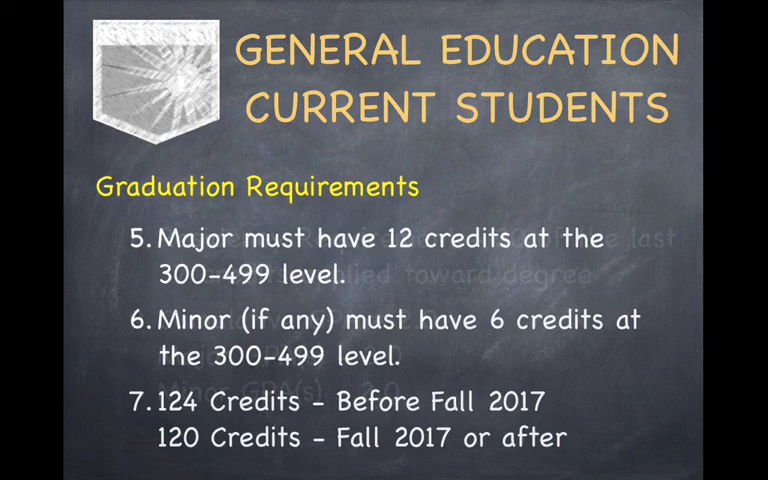 GENERAL EDUCATION
CURRENT STUDENTS
Graduation Requirements
5. Major must have 12 credits at the
300-499 level.
6. Minor (if any) must have 6 credits at
the 300-499 level.
7. 124 Credits - Before Fall 2017
120 Credits - Fall 2017 or after